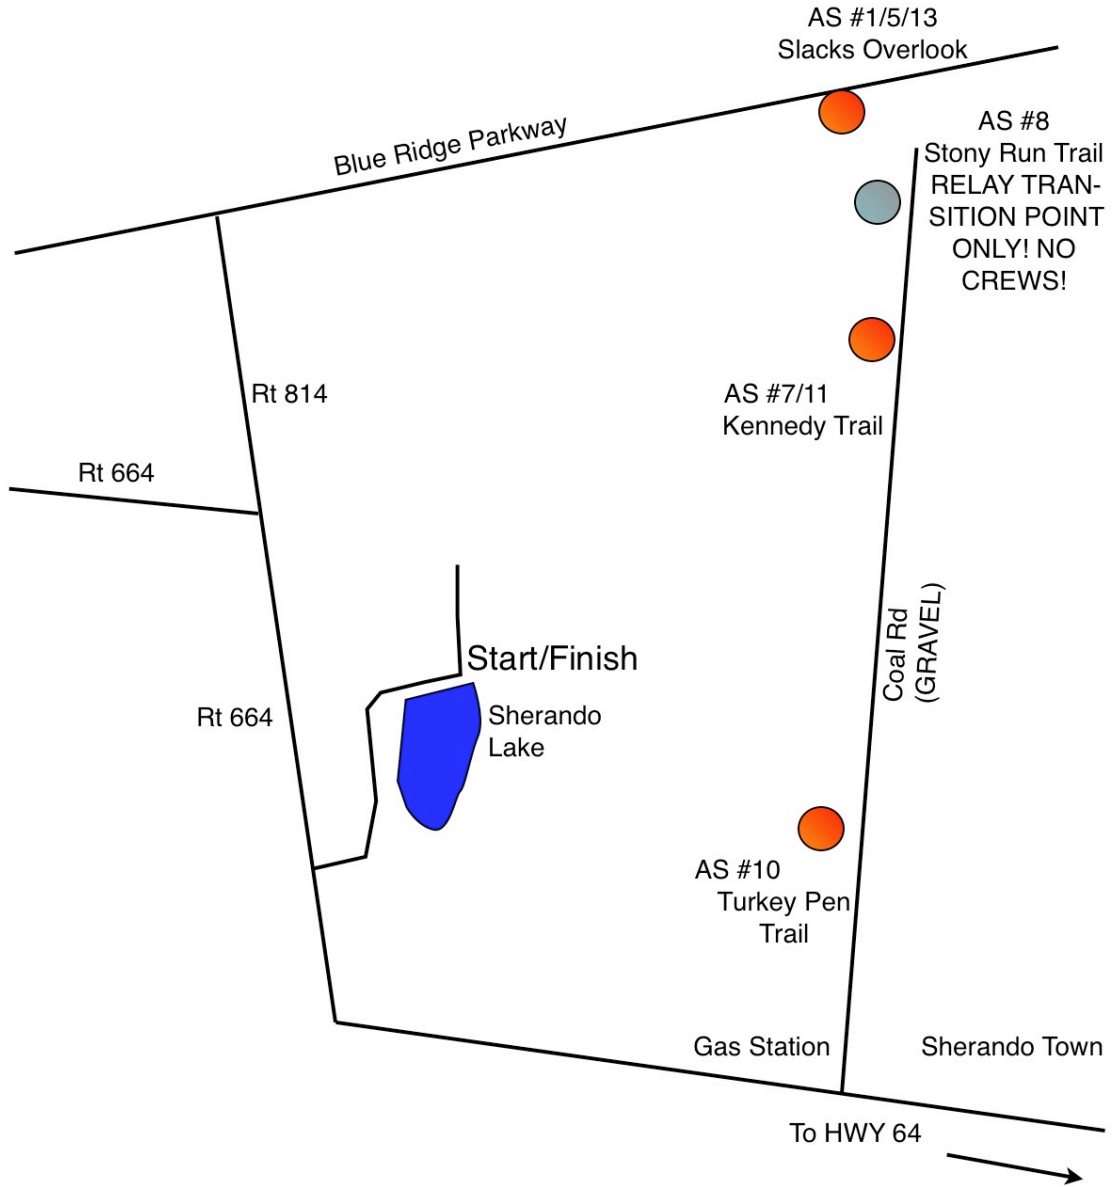 AS #1/5/13
Slacks Overlook
Blue Ridge Parkway
AS #8
Stony Run Trail
RELAY TRAN-
SITION POINT
ONLY! NO
CREWS!
Rt 814
AS #7/11
Kennedy Trail
Rt 664
Coal Rd
(GRAVEL)
Start/Finish
Rt 664
Sherando
Lake
AS #10
Turkey Pen
Trail
Gas Station
Sherando Town
To HWY 64